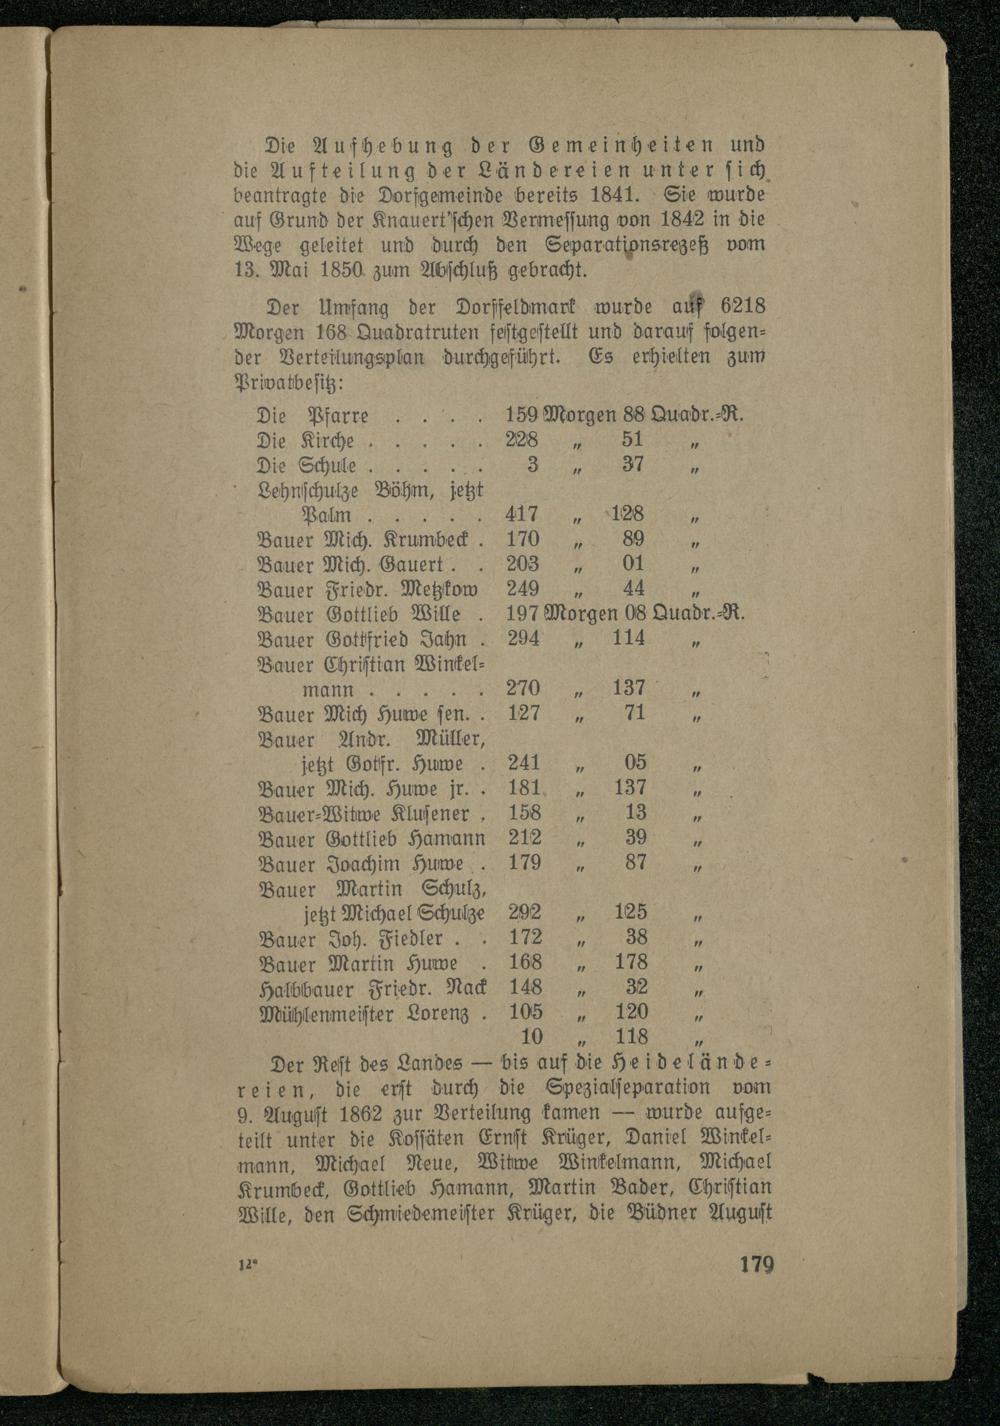 Die Aufhebung der Gemeinheiten und
die Aufteilung der Ländereien unter sich
beantragte die Dorfgemeinde bereits 1841. Sie wurde
auf Grund der Knauert'schen Vermessung von 1842 in die
Wege geleitet und durch den Separationsrezeß vom
13. Mai 1850 zum Abschluß gebracht.
Der Umfang der Dorffeldmark wurde auf 6218
Morgen 168 Quadratruten festgestellt und darauf folgen-
der Verteilungsplan durchgeführt. Es erhielten zum
Privatbesitz:
Die Pfarre . . . . 159 Morgen 88 Quadr.-R.
Die Kirche . . . . . 228 „ 51 „
Die Schule . . . . . 3 „ 37 „
Lehnschulze Böhm, jetzt
Palm . . . . . 417 „ 128 „
Bauer Mich. Krumbeck . 170 „ 89 „
Bauer Mich. Gauert . . 203 „ 01 „
Bauer Friedr. Metzkow 249 „ 44 „
Bauer Gottlieb Wille . 197 Morgen 08 Quadr.-R.
Bauer Gottfried Jahn . 294 „ 114 „
Bauer Christian Winkel-
mann . . . . . 270 „ 137 „
Bauer Mich Huwe sen. . 127 „ 71 „
Bauer Andr. Müller,
jetzt Gotfr. Huwe . 241 „ 05 „
Bauer Mich. Huwe jr. . 181 „ 137 „
Bauer-Witwe Klusener . 158 „ 13 „
Bauer Gottlieb Hamann 212 „ 39 „
Bauer Joachim Huwe . 179 „ 87 „
Bauer Martin Schulz,
jetzt Michael Schulze 292 „ 125 „
Bauer Joh. Fiedler . . 172 „ 38 „
Bauer Martin Huwe . 168 „ 178 „
Halbbauer Friedr. Nack 148 „ 32 „
Mühlenmeister Lorenz . 105 „ 120 „
10 „ 118 „
Der Rest des Landes — bis auf die Heidelände-
reien, die erst durch die Spezialseparation vom
9. August 1862 zur Verteilung kamen — wurde aufge-
teilt unter die Kossäten Ernst Krüger, Daniel Winkel-
mann, Michael Neue, Witwe Winkelmann, Michael
Krumbeck, Gottlieb Hamann, Martin Bader, Christian
Wille, den Schmiedemeister Krüger, die Büdner August
12* 179